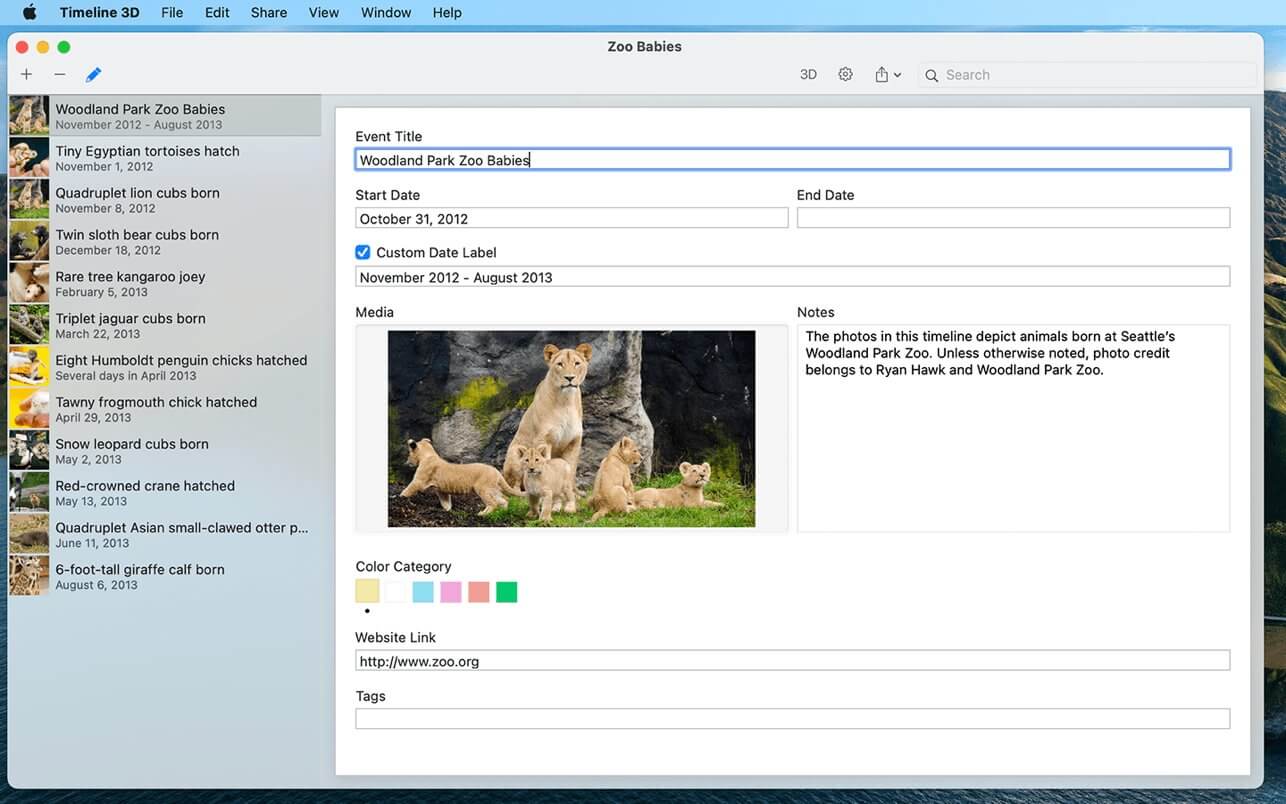 Timeline 3D File Edit Share View Window Help
Zoo Babies
3D Search
Woodland Park Zoo Babies
November 2012 - August 2013
Tiny Egyptian tortoises hatch
November 1, 2012
Quadruplet lion cubs born
November 8, 2012
Twin sloth bear cubs born
December 18, 2012
Rare tree kangaroo joey
February 5, 2013
Triplet jaguar cubs born
March 22, 2013
Eight Humboldt penguin chicks hatched
Several days in April 2013
Tawny frogmouth chick hatched
April 29, 2013
Snow leopard cubs born
May 2, 2013
Red-crowned crane hatched
May 13, 2013
Quadruplet Asian small-clawed otter p...
June 11, 2013
6-foot-tall giraffe calf born
August 6, 2013
Event Title
Woodland Park Zoo Babies
Start Date End Date
October 31, 2012
Custom Date Label
November 2012 - August 2013
Media Notes
The photos in this timeline depict animals born at Seattle's
Woodland Park Zoo. Unless otherwise noted, photo credit
belongs to Ryan Hawk and Woodland Park Zoo.
Color Category
Website Link
http://www.zoo.org
Tags